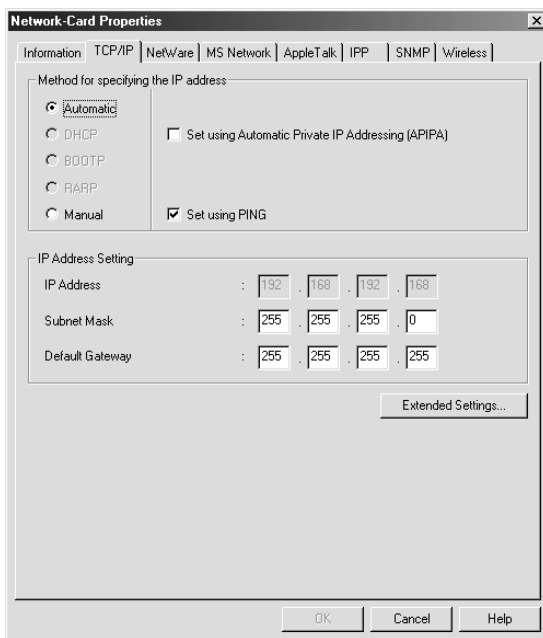 Network-Card Properties
Information TCP/IP NetWare MS Network AppleTalk IPP SNMP Wireless
Method for specifying the IP address
Automatic
DHCP Set using Automatic Private IP Addressing (APIPA)
BOOTP
RARP
Manual Set using PING
IP Address Setting
IP Address : 192 . 168 . 192 . 168
Subnet Mask : 255 . 255 . 255 . 0
Default Gateway : 255 . 255 . 255 . 255
Extended Settings...
OK Cancel Help